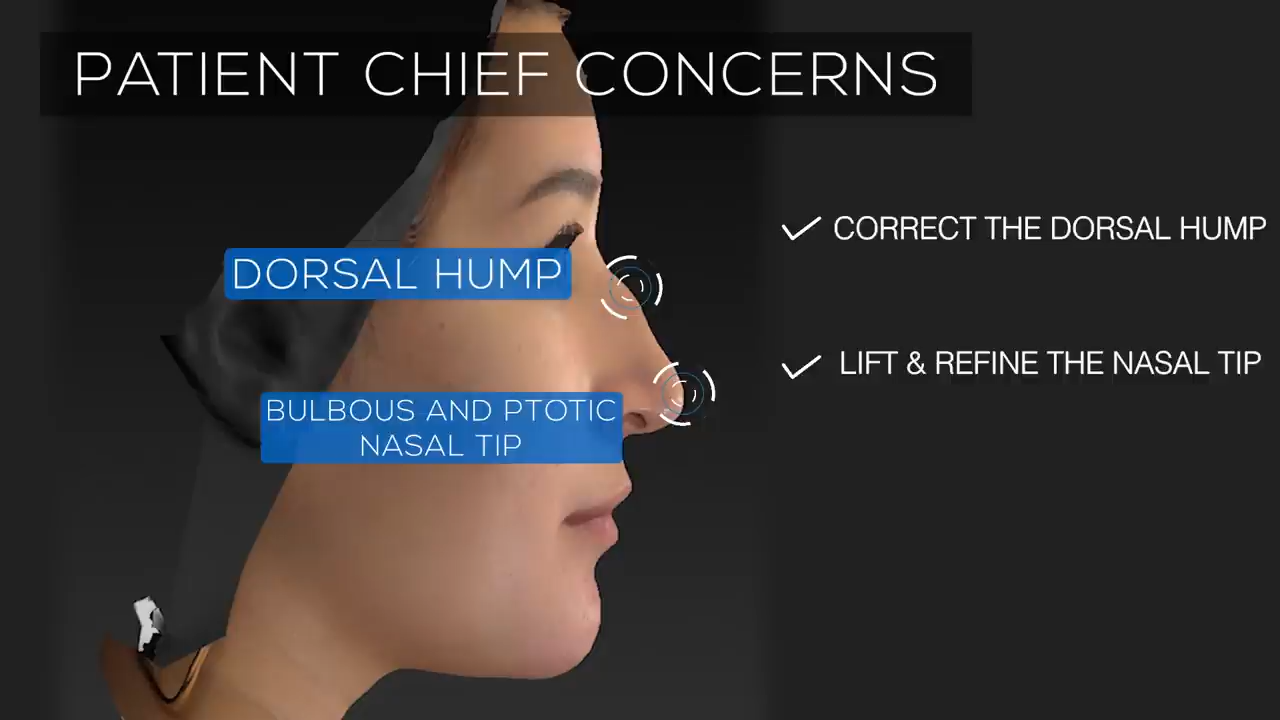 PATIENT CHIEF CONCERNS
CORRECT THE DORSAL HUMP
DORSAL HUMP
LIFT & REFINE THE NASAL TIP
BULBOUS AND PTOTIC
NASAL TIP